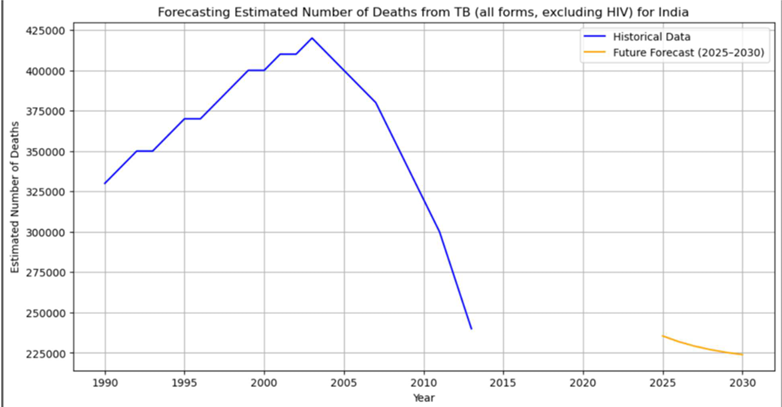 Forecasting Estimated Number of Deaths from TB (all forms, excluding HIV) for India
Historical Data
Future Forecast (2025–2030)
Estimated Number of Deaths
425000
400000
375000
350000
325000
300000
275000
250000
225000
1990 1995 2000 2005 2010 2015 2020 2025 2030
Year